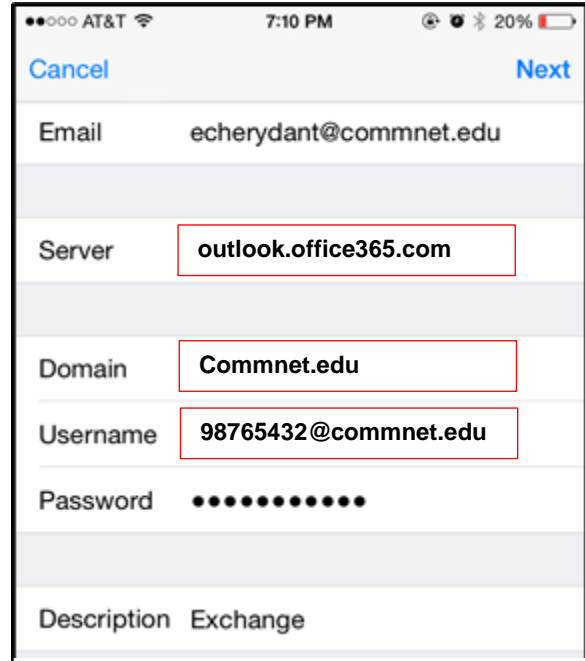 ●●○○○ AT&T 7:10 PM 20%
Cancel Next
Email echerydant@commnet.edu
Server outlook.office365.com
Domain Commnet.edu
Username 98765432@commnet.edu
Password ●●●●●●●●●●●
Description Exchange